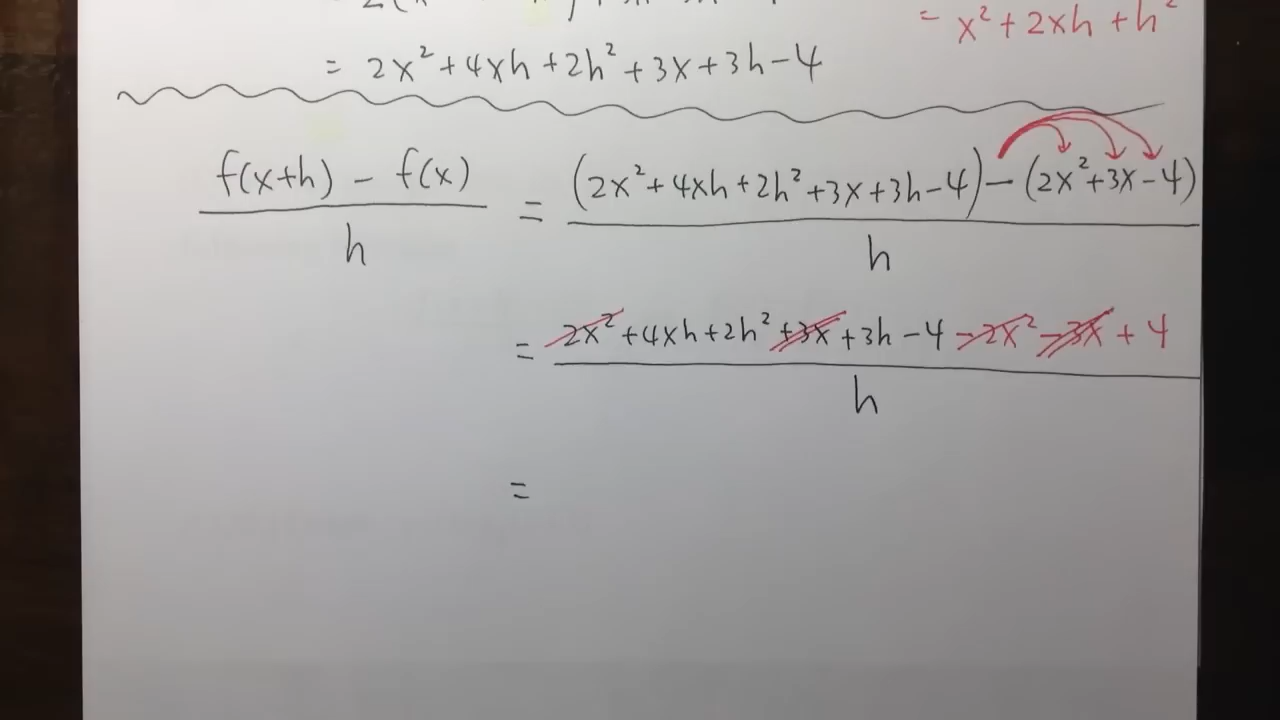 = x² + 2xh + h²
= 2x² + 4xh + 2h² + 3x + 3h - 4
f(x+h) - f(x) = (2x² + 4xh + 2h² + 3x + 3h - 4) - (2x² + 3x - 4)
h h
= 2x² + 4xh + 2h² + 3x + 3h - 4 - 2x² - 3x + 4
h
=